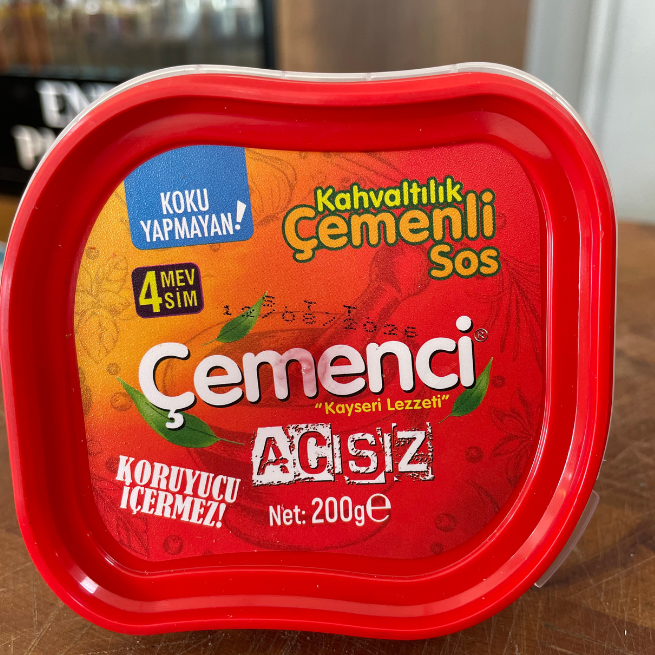 KOKU
YAPMAYAN!
Kahvaltılık
Çemenli
Sos
4 MEV
SİM
Çemenci®
"Kayseri Lezzeti"
ACISIZ
KORUYUCU
İÇERMEZ!
Net: 200g℮